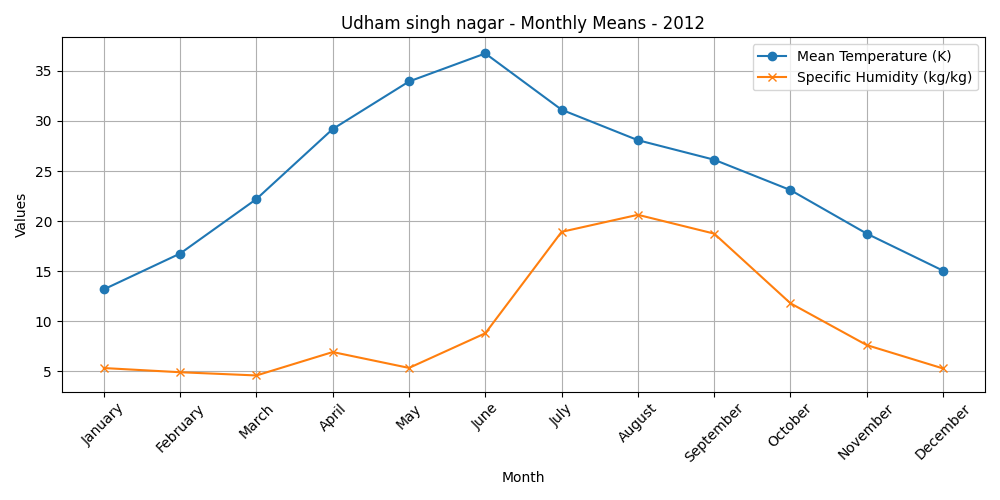 Udham singh nagar - Monthly Means - 2012
Mean Temperature (K)
Specific Humidity (kg/kg)
Values
35
30
25
20
15
10
5
January
February
March
April
May
June
July
August
September
October
November
December
Month